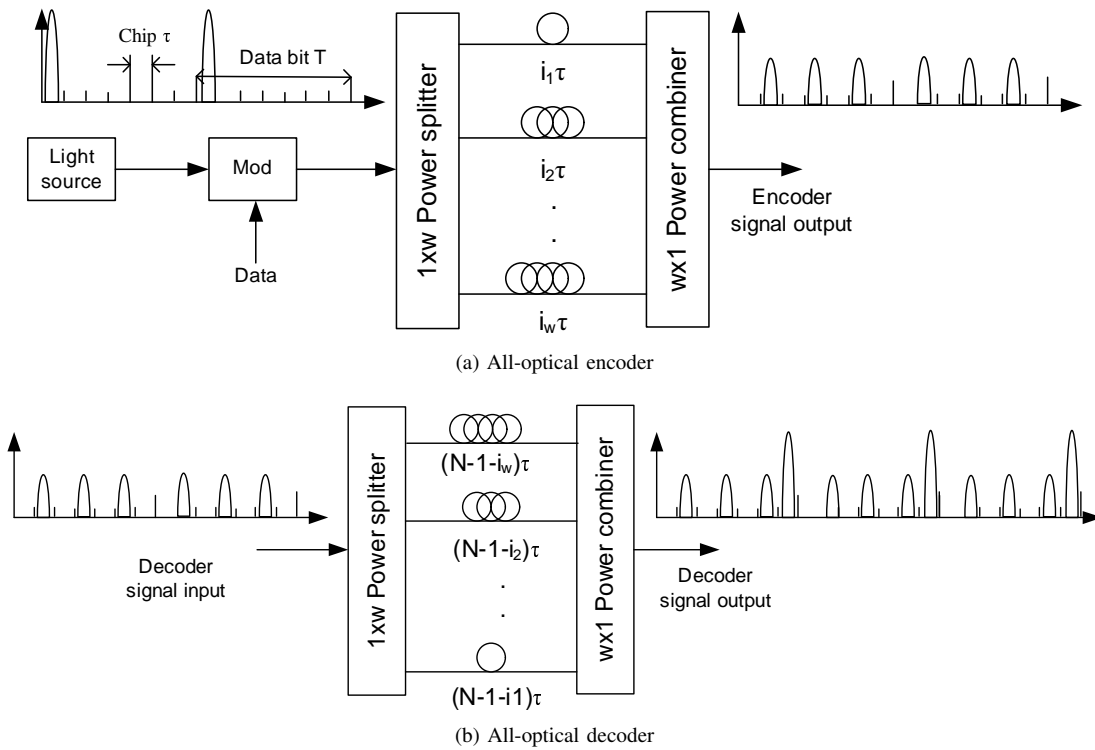 Chip τ
Data bit T
Light
source
Mod
Data
1xw Power splitter
i1τ
i2τ
.
.
iwτ
wx1 Power combiner
Encoder
signal output
(a) All-optical encoder
Decoder
signal input
1xw Power splitter
(N-1-iw)τ
(N-1-i2)τ
.
.
(N-1-i1)τ
wx1 Power combiner
Decoder
signal output
(b) All-optical decoder